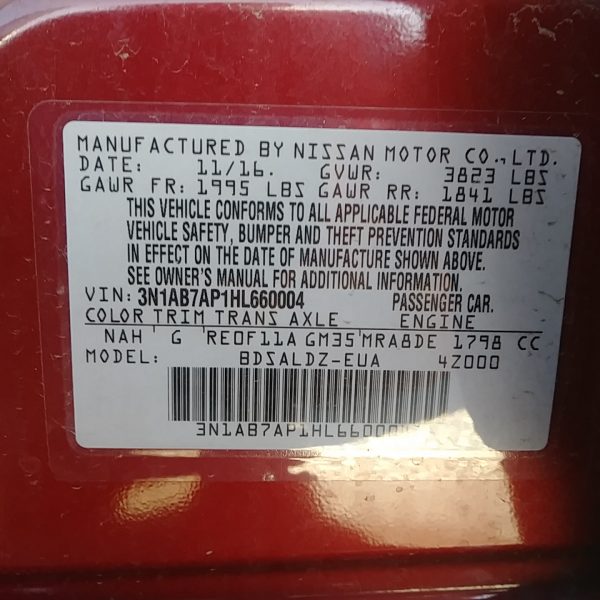 MANUFACTURED BY NISSAN MOTOR CO., LTD.
DATE: 11/16. GVWR: 3823 LBS
GAWR FR: 1995 LBS GAWR RR: 1841 LBS
THIS VEHICLE CONFORMS TO ALL APPLICABLE FEDERAL MOTOR
VEHICLE SAFETY, BUMPER AND THEFT PREVENTION STANDARDS
IN EFFECT ON THE DATE OF MANUFACTURE SHOWN ABOVE.
SEE OWNER'S MANUAL FOR ADDITIONAL INFORMATION.
VIN: 3N1AB7AP1HL660004 PASSENGER CAR.
COLOR TRIM TRANS AXLE ENGINE
NAH G RE0F11A GM35 MRA8DE 1798 CC
MODEL: BDSALDZ-EUA 4Z000
3N1AB7AP1HL660004